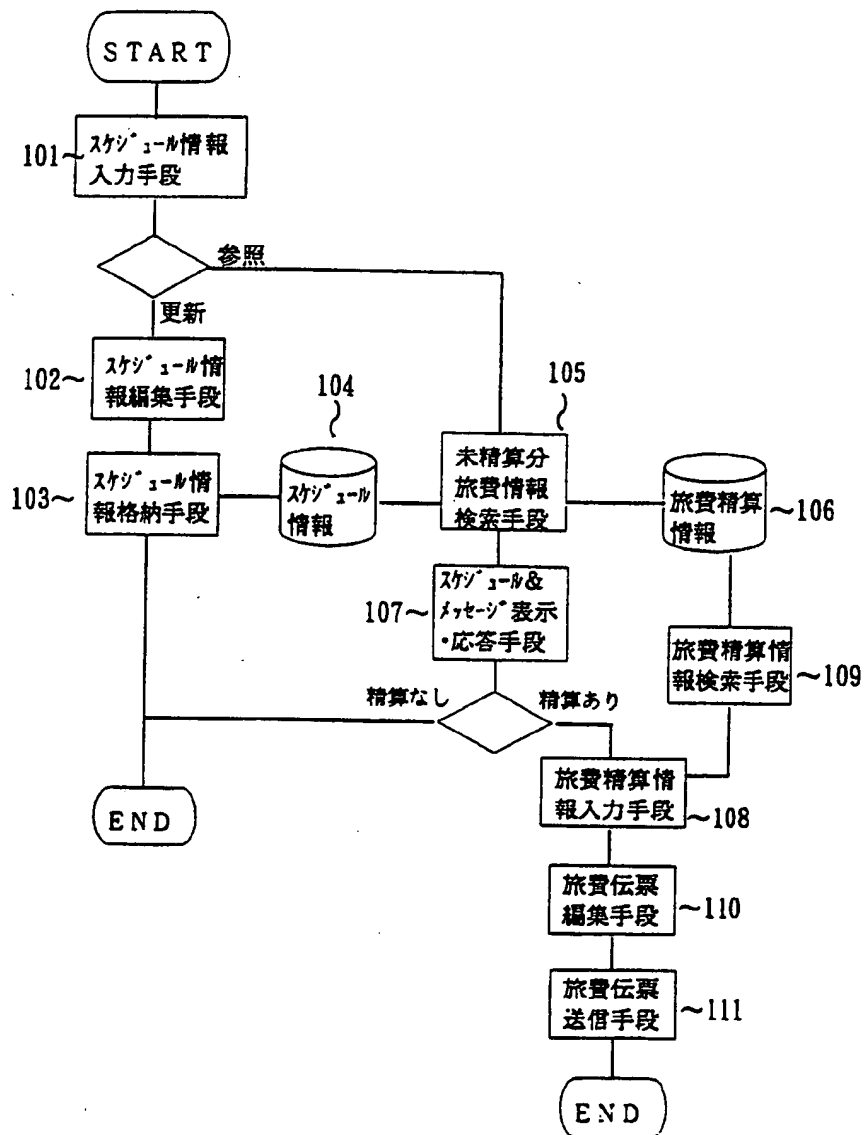 START
101
スケジュール情報
入力手段
参照
更新
102
スケジュール情
報編集手段
103
スケジュール情
報格納手段
104
スケジュール
情報
105
未精算分
旅費情報
検索手段
旅費精算
情報
106
107
スケジュール&
メッセージ表示
・応答手段
旅費精算情
報検索手段
109
精算なし
精算あり
旅費精算情
報入力手段
108
END
旅費伝票
編集手段
110
旅費伝票
送信手段
111
END